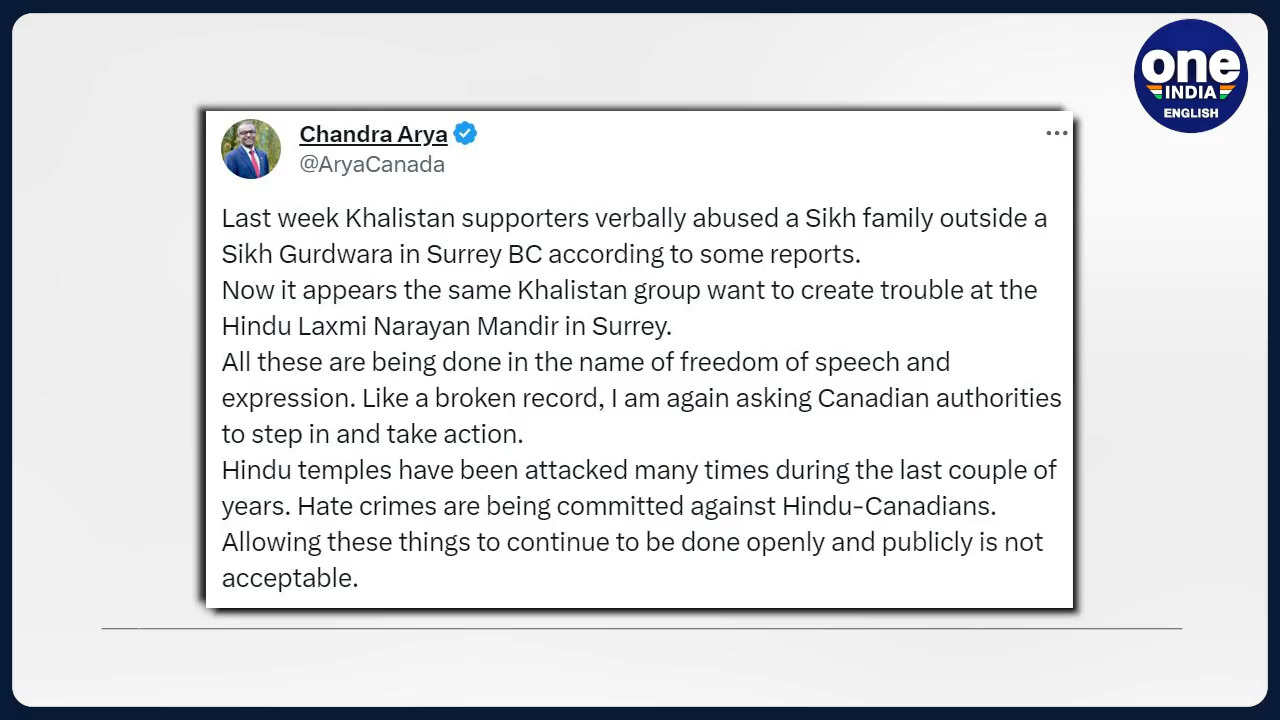 one
INDIA
ENGLISH
Chandra Arya
@AryaCanada
Last week Khalistan supporters verbally abused a Sikh family outside a
Sikh Gurdwara in Surrey BC according to some reports.
Now it appears the same Khalistan group want to create trouble at the
Hindu Laxmi Narayan Mandir in Surrey.
All these are being done in the name of freedom of speech and
expression. Like a broken record, I am again asking Canadian authorities
to step in and take action.
Hindu temples have been attacked many times during the last couple of
years. Hate crimes are being committed against Hindu-Canadians.
Allowing these things to continue to be done openly and publicly is not
acceptable.